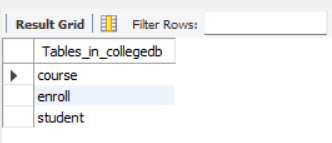 Result Grid Filter Rows:
Tables_in_collegedb
course
enroll
student